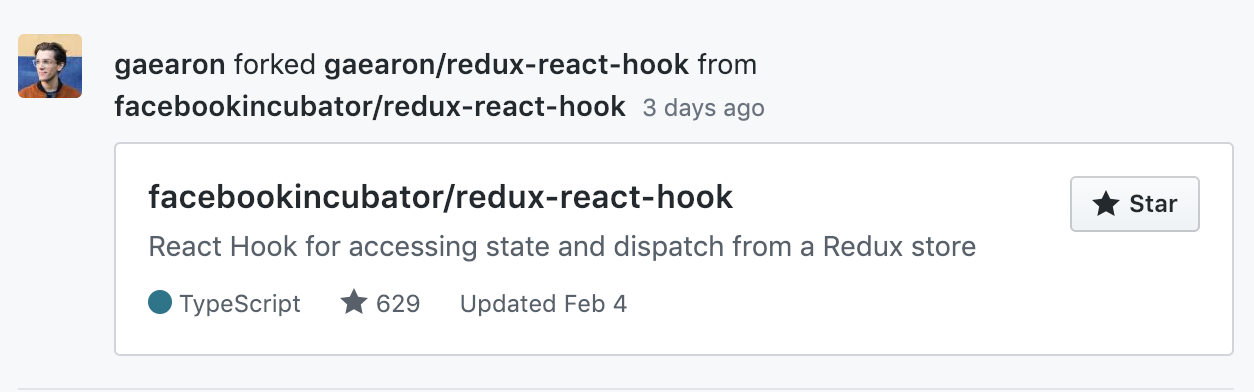 gaearon forked gaearon/redux-react-hook from
facebookincubator/redux-react-hook 3 days ago
facebookincubator/redux-react-hook
Star
React Hook for accessing state and dispatch from a Redux store
TypeScript 629 Updated Feb 4